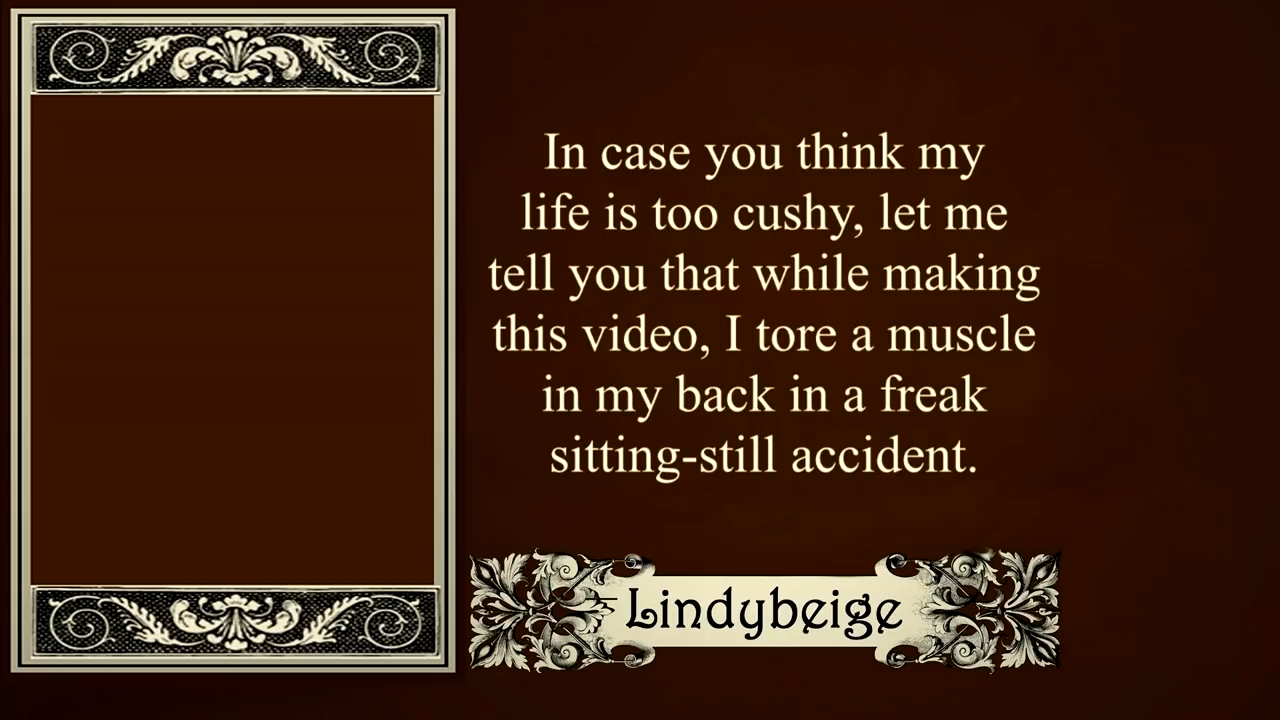 In case you think my
life is too cushy, let me
tell you that while making
this video, I tore a muscle
in my back in a freak
sitting-still accident.
Lindybeige